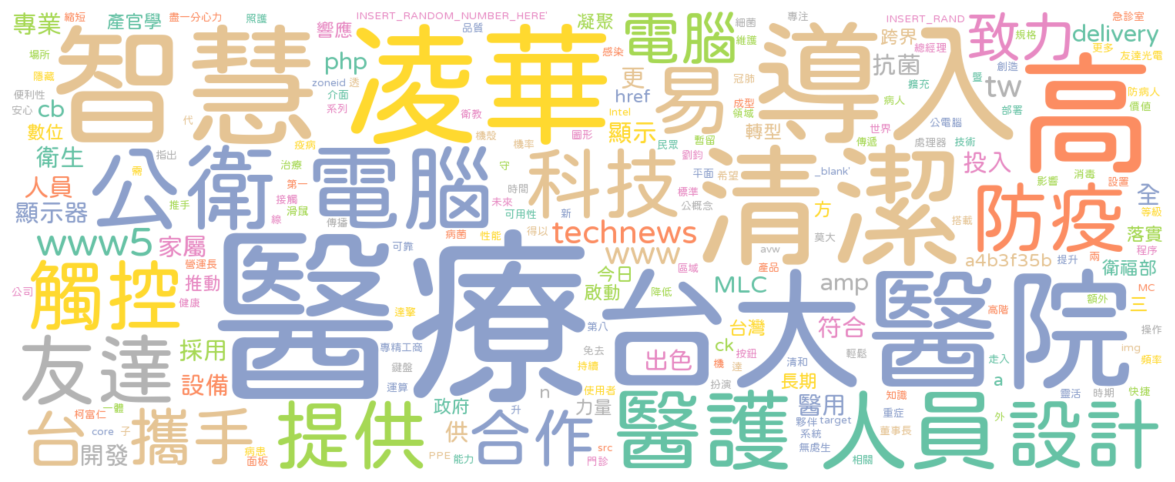 專業 產官學 盡一分心力 縮短 照護 響應 INSERT_RANDOM_NUMBER_HERE' 品質 凝聚 細菌 專注 INSERT_RAND 致力 規格 急診室 delivery
智慧 凌華 電腦 導入 高
場所 隱藏 php 感染 維護 跨界 總經理 更多 友達光電
便利性 cb zoneid 透 更 易 冠肺 抗菌 創造 tw 防病人
安心 介面 href 擴充 醫 價值
數位 代 系列 衛教 Intel 成型 領域 轉型 病人 部署
疫病 機殼 機率 圖形 顯示 暫留 公電腦 傳遞 世界 處理器 技術
衛生 指出 公衛 電腦 科技 民眾 劉鈞 清潔 投入 影響 消毒
人員 需 治療 第一 守 平面 希望 _blank' 設置 全
顯示器 推手 接觸 滑鼠 時間 未來 標準 公概念 防疫 等級
傳播 線 可用性 新 方 搭載
www5 家屬 病菌 性能 得以 technews 莫大 落實
可靠 www avw a4b3f35b 提升 兩 程序
觸控 營運長 推動 醫療 今日 區域 產品 衛福部
公司 健康 啟動 降低 MLC amp 額外 MC 三
達擎 第八 台大 醫院 台灣 符合 高階 操作
友達 採用 專精工商 免去 出色 ck 按鈕 清和 輕鬆 走入 img 頻率
設備 鍵盤 運算 持續 機 達 長期 a
使用者 扮演 知識 靈活 時期 快捷
柯富仁 一體 n 力量 政府 醫用 重症
台 攜手 提供 升 供 合作 醫護 人員 夥伴 target 外 設計
core 子 董事長
開發 病患 面板 PPE 能力 src 門診 系統 無處生 相關